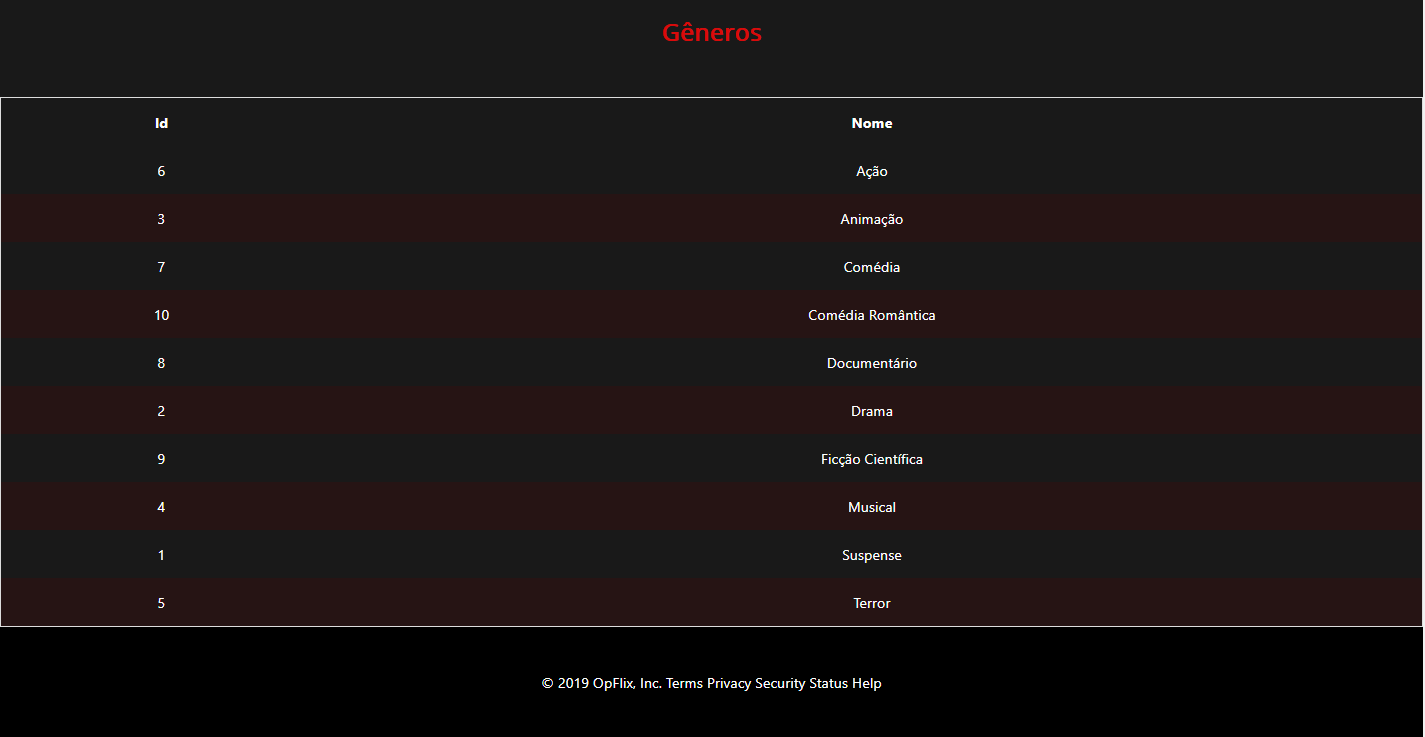 Gêneros
Id Nome
6 Ação
3 Animação
7 Comédia
10 Comédia Romântica
8 Documentário
2 Drama
9 Ficção Científica
4 Musical
1 Suspense
5 Terror
© 2019 OpFlix, Inc. Terms Privacy Security Status Help